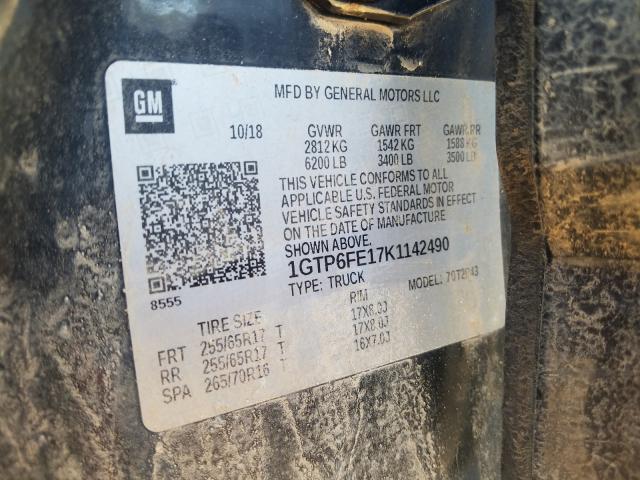 GM
MFD BY GENERAL MOTORS LLC
10/18 GVWR GAWR FRT GAWR RR
2812 KG 1542 KG 1588 KG
6200 LB 3400 LB 3500 LB
THIS VEHICLE CONFORMS TO ALL
APPLICABLE U.S. FEDERAL MOTOR
VEHICLE SAFETY STANDARDS IN EFFECT
ON THE DATE OF MANUFACTURE
SHOWN ABOVE.
1GTP6FE17K1142490
TYPE: TRUCK MODEL:
8555
TIRE SIZE RIM
FRT 255/65R17 T 17X8.0J
RR 255/65R17 T 17X8.0J
SPA 265/70R16 T 16X7.0J